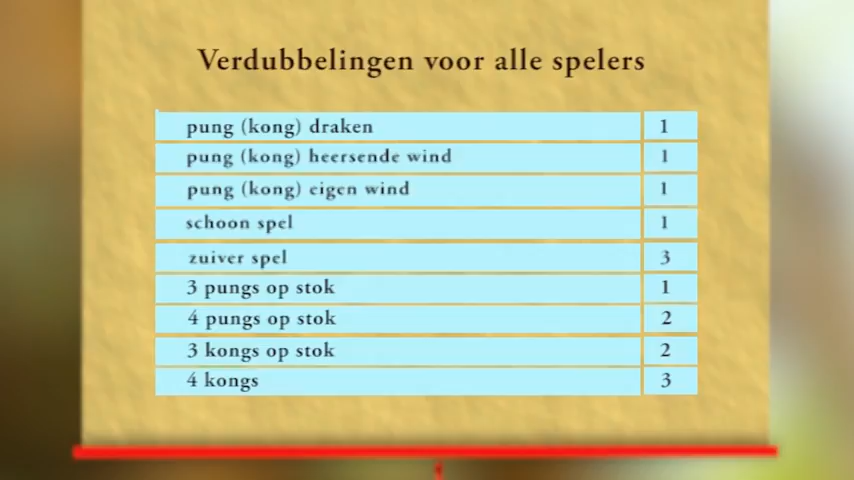 Verdubbelingen voor alle spelers
pung (kong) draken 1
pung (kong) heersende wind 1
pung (kong) eigen wind 1
schoon spel 1
zuiver spel 3
3 pungs op stok 1
4 pungs op stok 2
3 kongs op stok 2
4 kongs 3